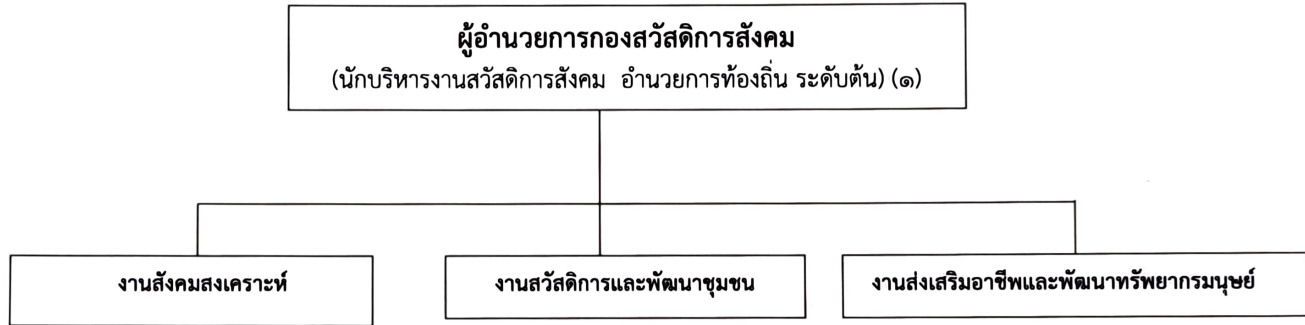 ผู้อำนวยการกองสวัสดิการสังคม
(นักบริหารงานสวัสดิการสังคม อำนวยการท้องถิ่น ระดับต้น) (๑)
งานสังคมสงเคราะห์
งานสวัสดิการและพัฒนาชุมชน
งานส่งเสริมอาชีพและพัฒนาทรัพยากรมนุษย์